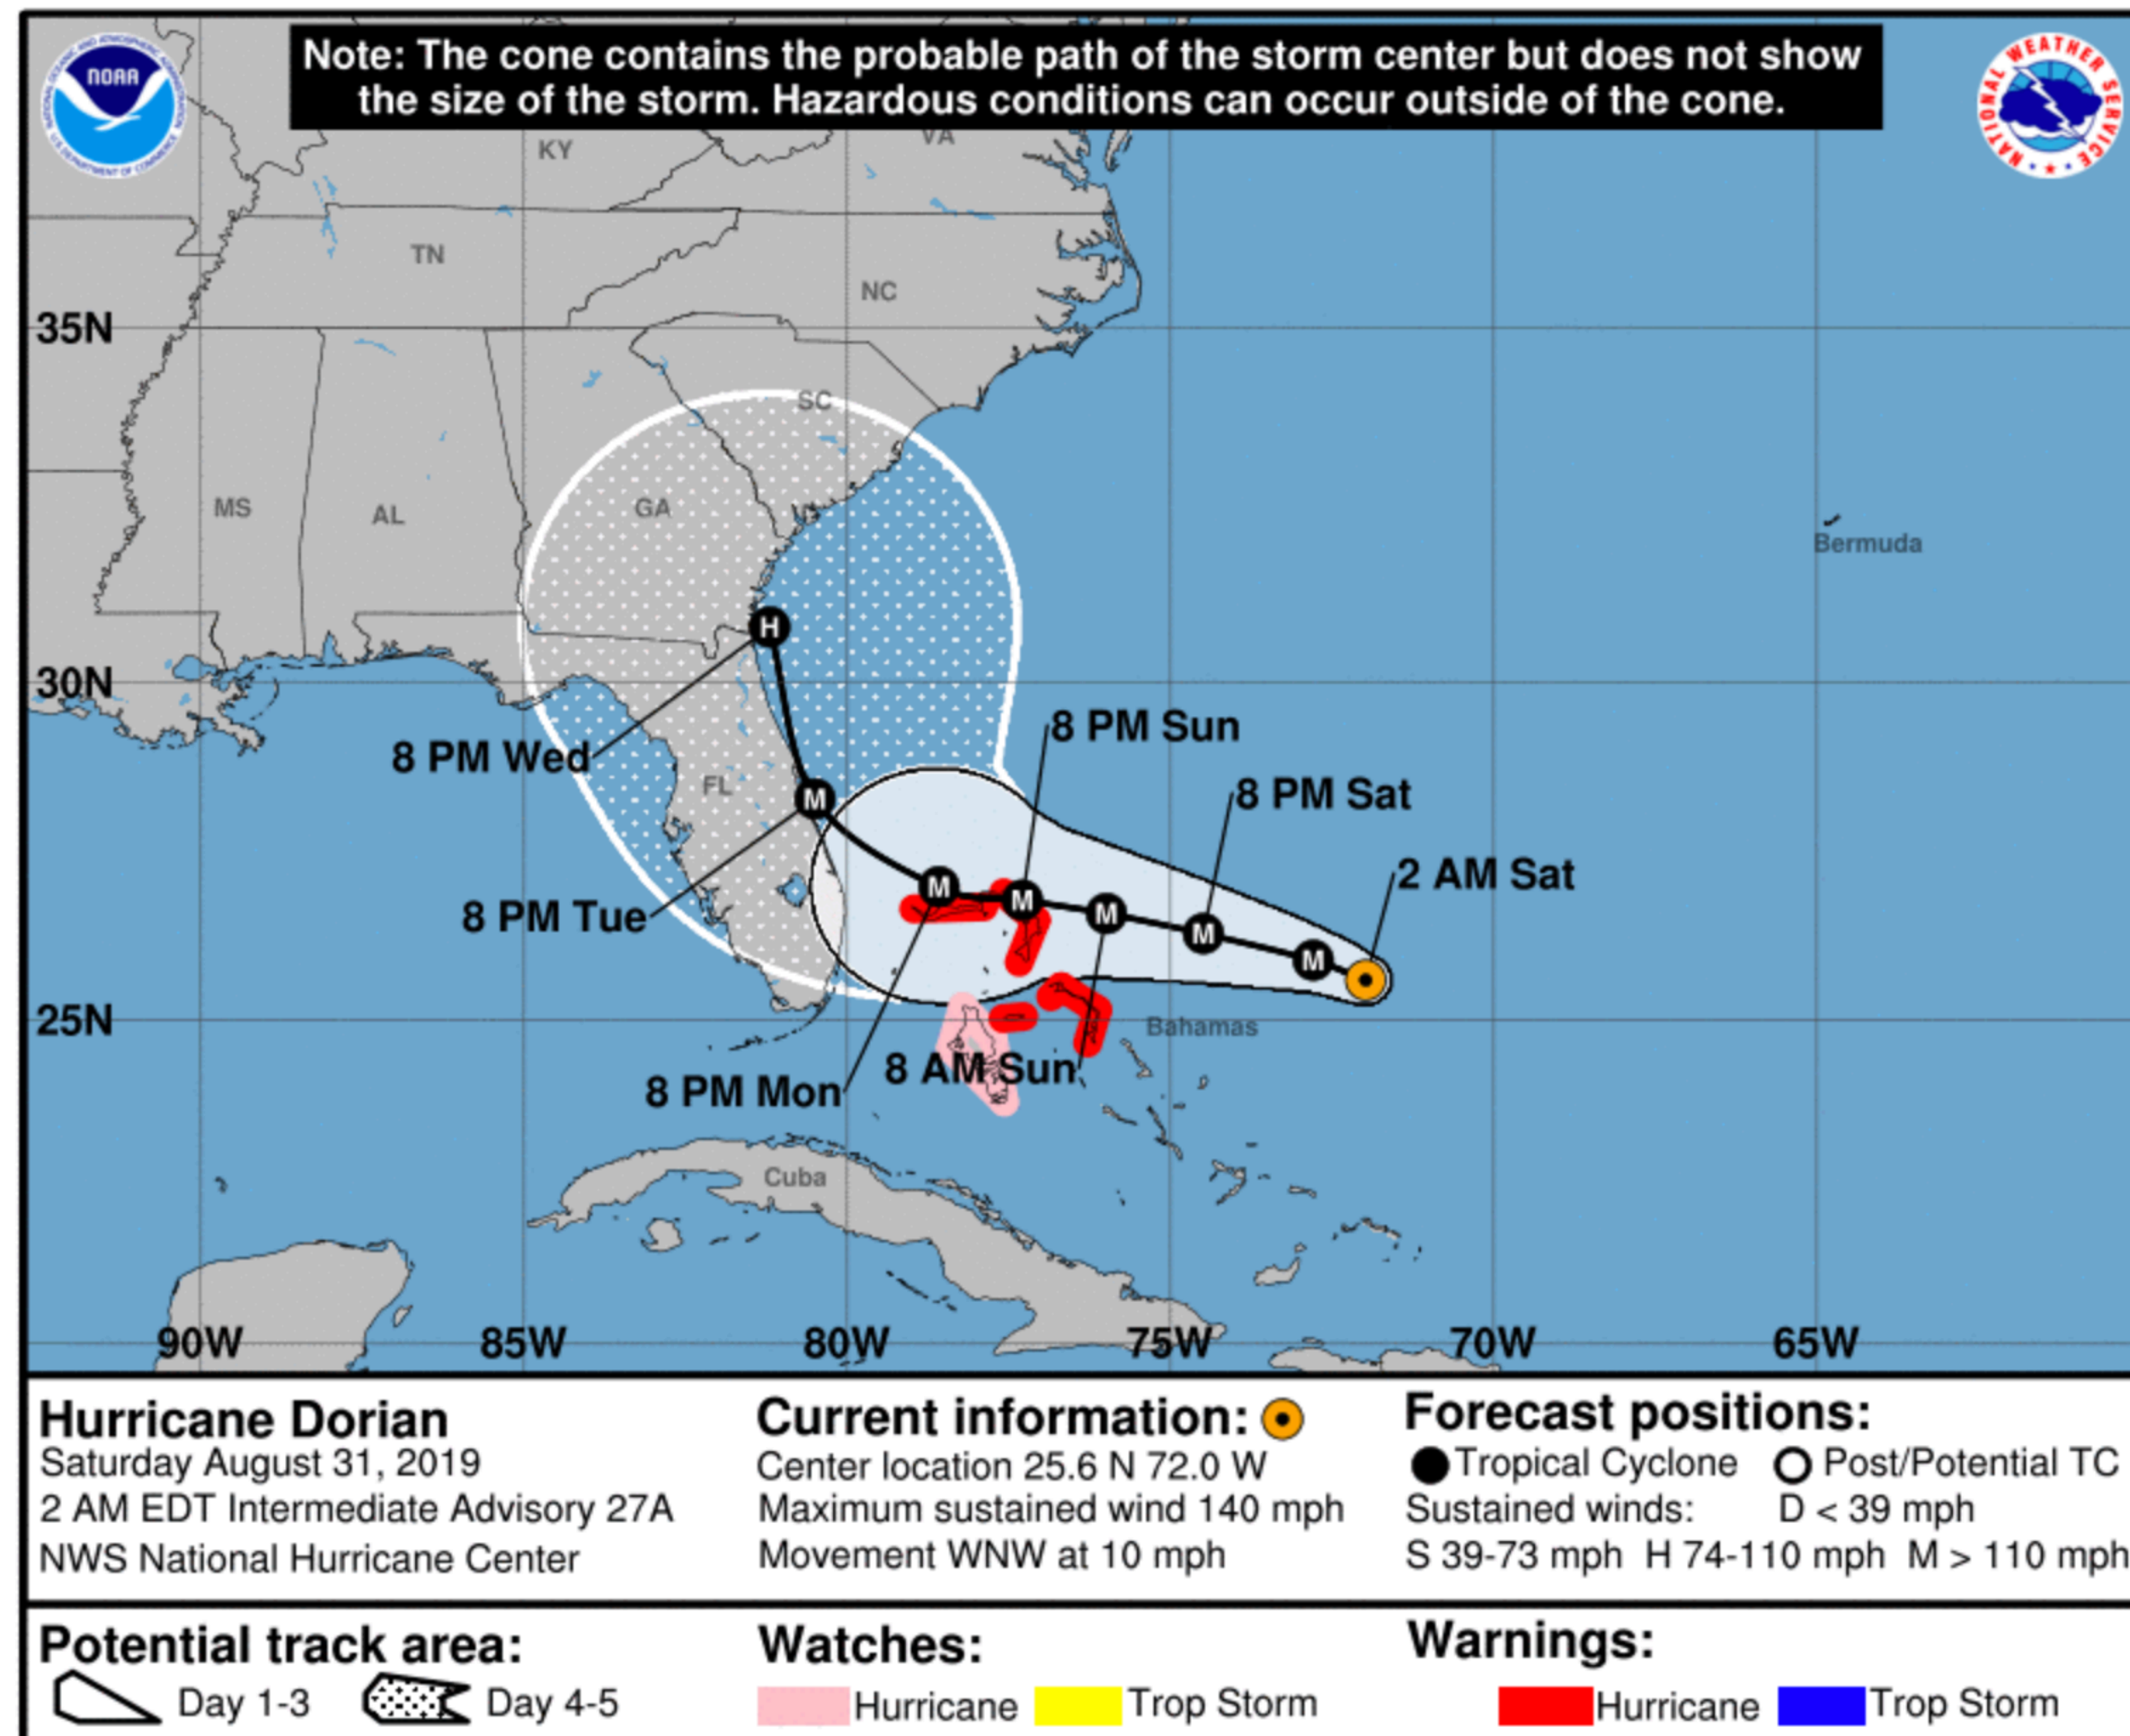 Note: The cone contains the probable path of the storm center but does not show
the size of the storm. Hazardous conditions can occur outside of the cone.
NOAA
NATIONAL WEATHER SERVICE
KY
VA
TN
NC
35N
SC
MS
AL
GA
Bermuda
H
30N
8 PM Sun
8 PM Wed
FL
M
8 PM Sat
2 AM Sat
M
M
M
8 PM Tue
M
M
25N
Bahamas
8 AM Sun
8 PM Mon
Cuba
90W
85W
80W
75W
70W
65W
Hurricane Dorian
Saturday August 31, 2019
2 AM EDT Intermediate Advisory 27A
NWS National Hurricane Center
Current information:
Center location 25.6 N 72.0 W
Maximum sustained wind 140 mph
Movement WNW at 10 mph
Forecast positions:
Tropical Cyclone
Post/Potential TC
Sustained winds: D < 39 mph
S 39-73 mph H 74-110 mph M > 110 mph
Potential track area:
Day 1-3
Day 4-5
Watches:
Hurricane
Trop Storm
Warnings:
Hurricane
Trop Storm